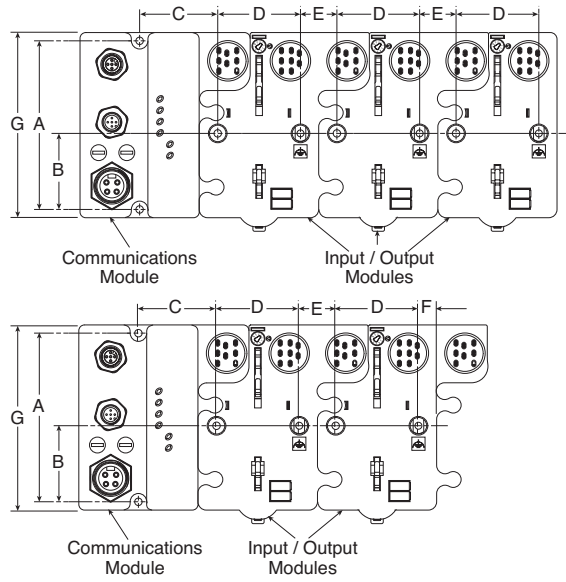 C D E D E D
G A
B
Communications
Module
Input / Output
Modules
C D E D F
G A
B
Communications
Module
Input / Output
Modules